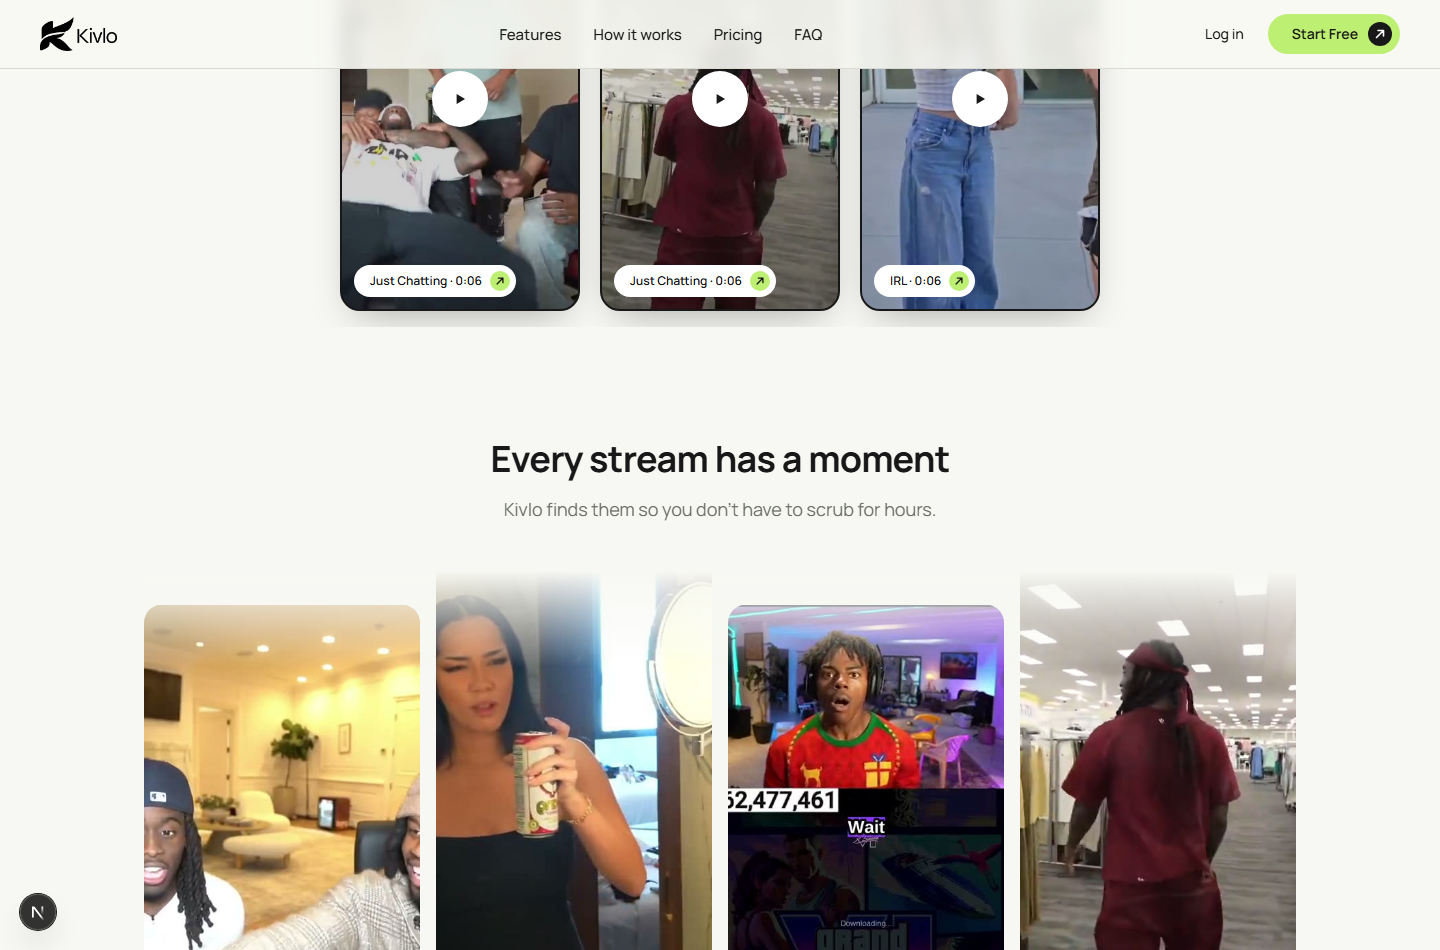 Kivlo
Features
How it works
Pricing
FAQ
Log in
Start Free
Just Chatting · 0:06
Just Chatting · 0:06
IRL · 0:06
Every stream has a moment
Kivlo finds them so you don't have to scrub for hours.
62,477,461
Wait
Downloading
grand
N